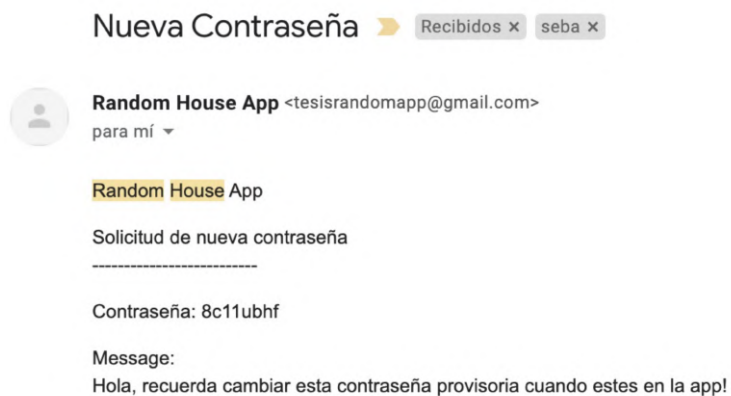 Nueva Contraseña Recibidos x seba x
Random House App <tesisrandomapp@gmail.com>
para mí
Random House App
Solicitud de nueva contraseña
--------------------------
Contraseña: 8c11ubhf
Message:
Hola, recuerda cambiar esta contraseña provisoria cuando estes en la app!